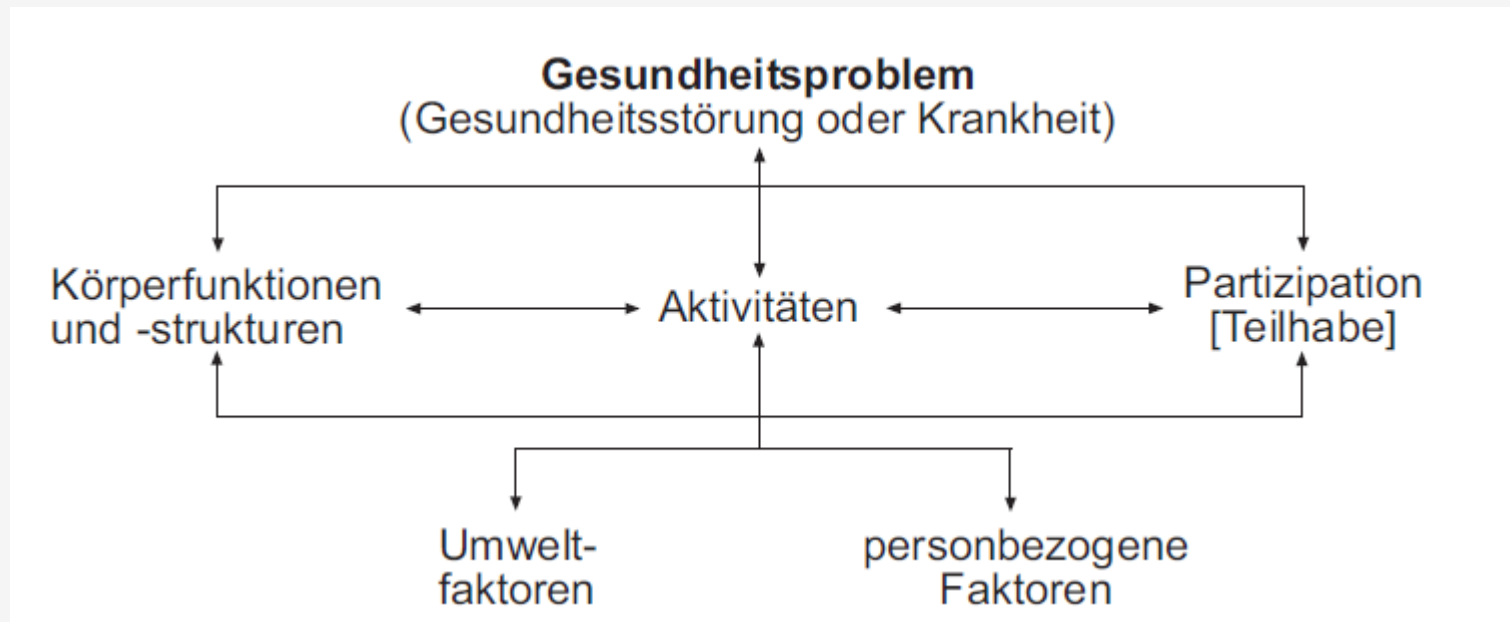 Gesundheitsproblem
(Gesundheitsstörung oder Krankheit)
Körperfunktionen
und -strukturen
Aktivitäten
Partizipation
[Teilhabe]
Umwelt-
faktoren
personbezogene
Faktoren